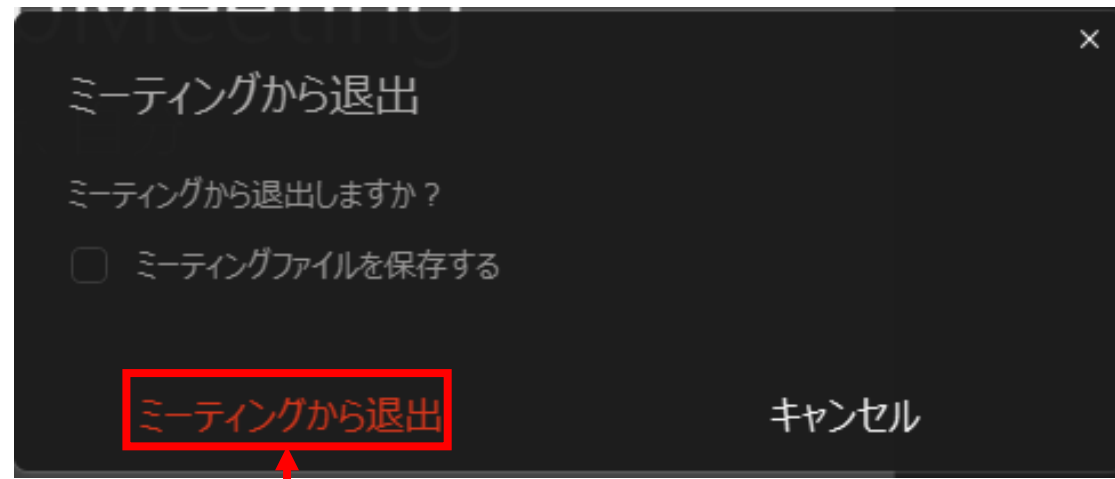 Meeting
×
ミーティングから退出
ミーティングから退出しますか？
ミーティングファイルを保存する
ミーティングから退出 キャンセル